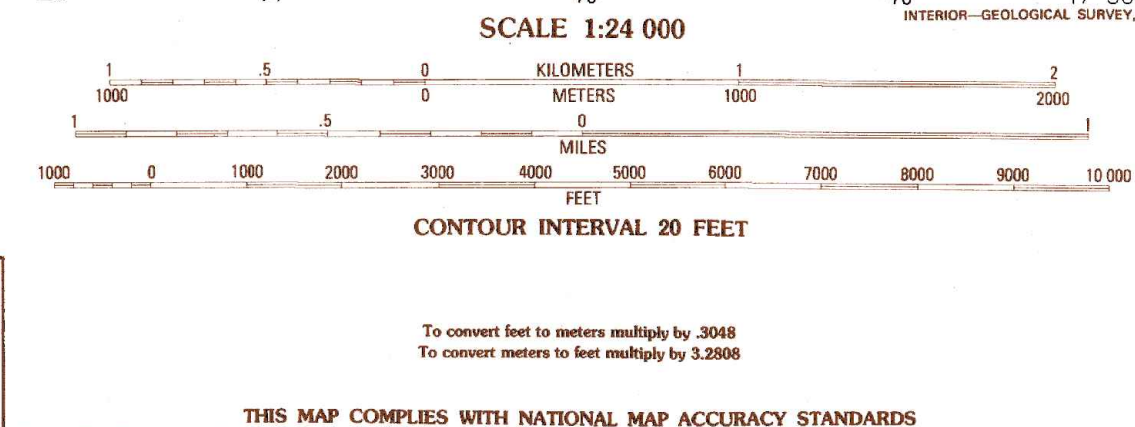 INTERIOR—GEOLOGICAL SURVEY,
SCALE 1:24 000
1 .5 0 KILOMETERS 1 2
1000 0 METERS 1000 2000
1 .5 0 1
MILES
1000 0 1000 2000 3000 4000 5000 6000 7000 8000 9000 10 000
FEET
CONTOUR INTERVAL 20 FEET
To convert feet to meters multiply by .3048
To convert meters to feet multiply by 3.2808
THIS MAP COMPLIES WITH NATIONAL MAP ACCURACY STANDARDS